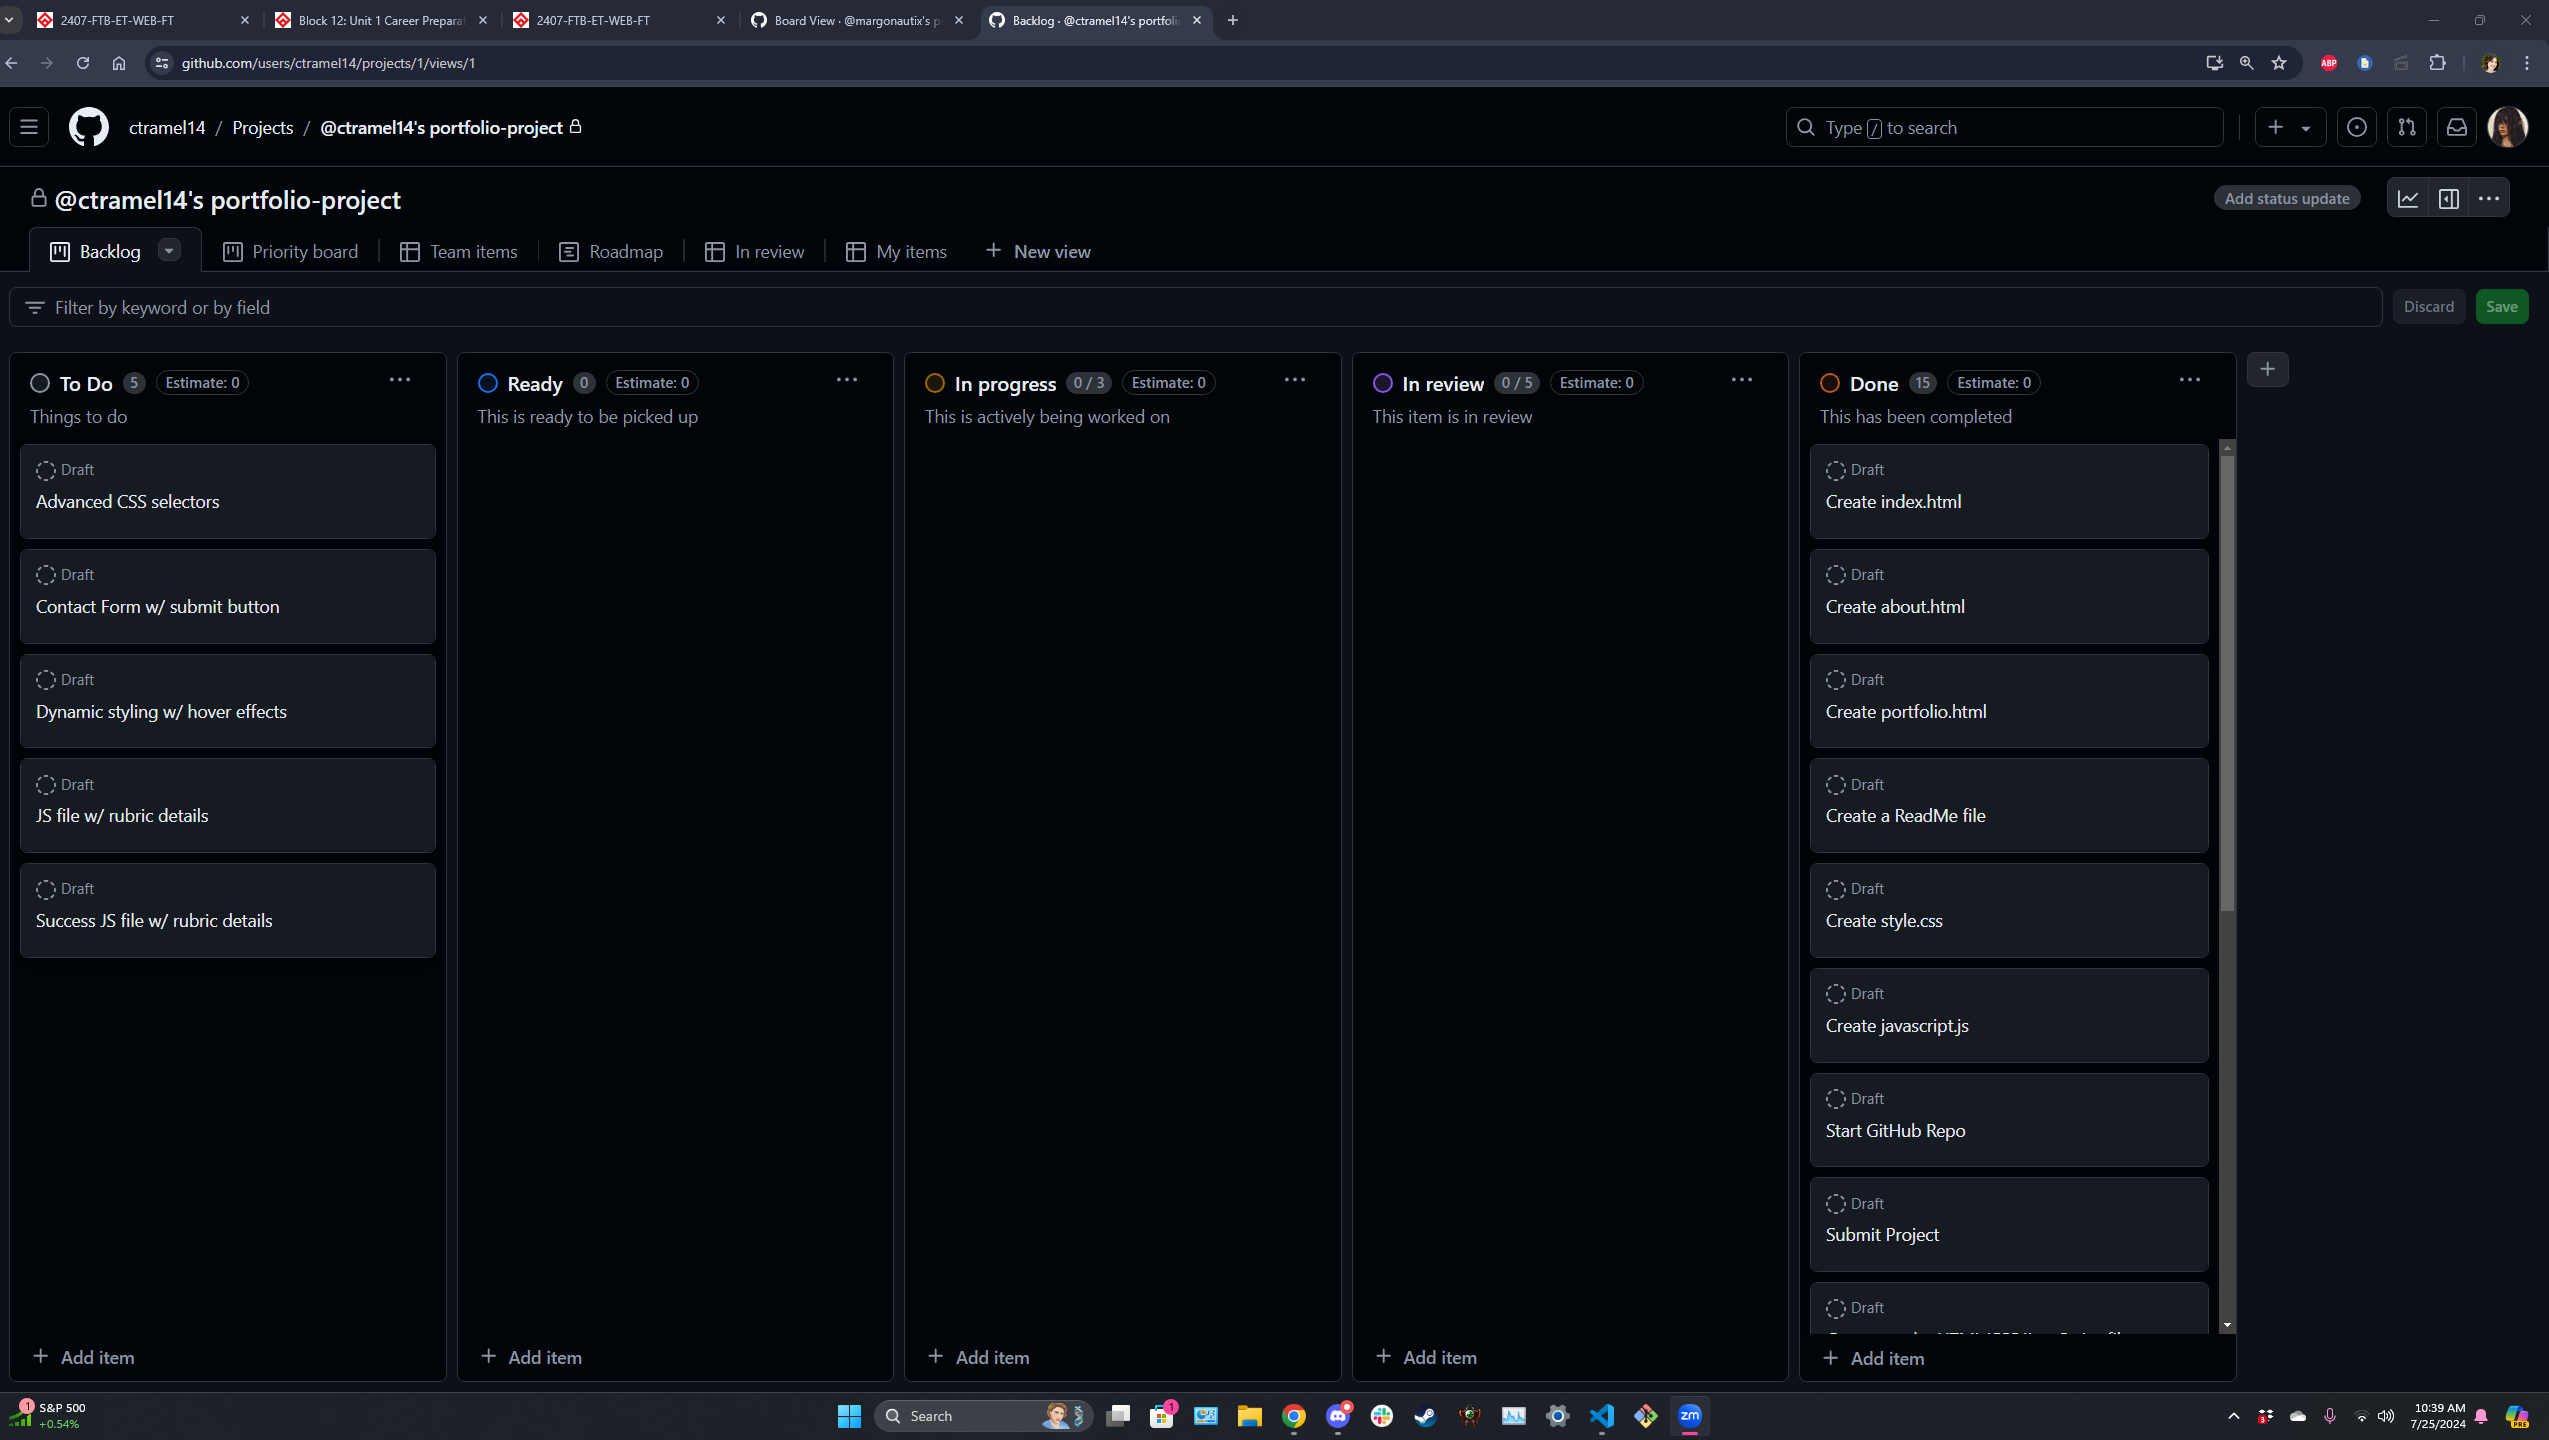 2407-FTB-ET-WEB-FT
Block 12: Unit 1 Career Preparat
2407-FTB-ET-WEB-FT
Board View · @margonautix's p
Backlog · @ctramel14's portfoli
github.com/users/ctramel14/projects/1/views/1
ABP
ctramel14 / Projects / @ctramel14's portfolio-project
Type / to search
@ctramel14's portfolio-project
Add status update
Backlog
Priority board
Team items
Roadmap
In review
My items
New view
Filter by keyword or by field
Discard
Save
To Do 5 Estimate: 0
Things to do
Draft
Advanced CSS selectors
Draft
Contact Form w/ submit button
Draft
Dynamic styling w/ hover effects
Draft
JS file w/ rubric details
Draft
Success JS file w/ rubric details
Add item
Ready 0 Estimate: 0
This is ready to be picked up
Add item
In progress 0 / 3 Estimate: 0
This is actively being worked on
Add item
In review 0 / 5 Estimate: 0
This item is in review
Add item
Done 15 Estimate: 0
This has been completed
Draft
Create index.html
Draft
Create about.html
Draft
Create portfolio.html
Draft
Create a ReadMe file
Draft
Create style.css
Draft
Create javascript.js
Draft
Start GitHub Repo
Draft
Submit Project
Draft
Add item
1
S&P 500
+0.54%
Search
1
zm
3
10:39 AM
7/25/2024
PRE